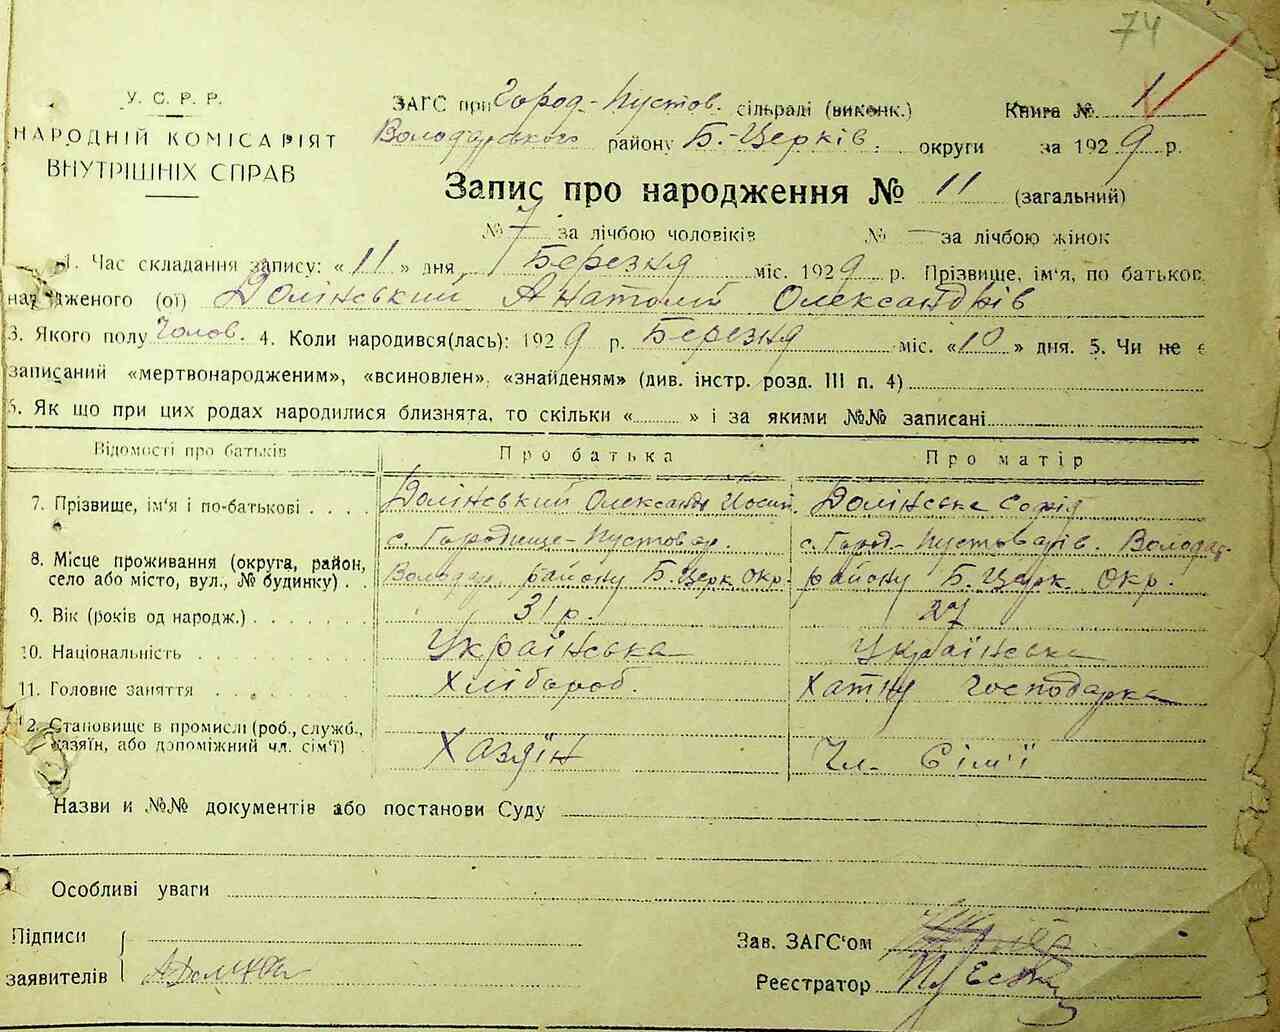 74
У. С. Р. Р.
НАРОДНІЙ КОМІСАРІЯТ
ВНУТРІШНІХ СПРАВ
ЗАГС при Город.-Пустов. сільраді (виконк.) Книга № 1
Володарського району Б.-Церків. округи за 1929 р.
Запис про народження № 11 (загальний)
№ 7 за лічбою чоловіків № — за лічбою жінок
1. Час складання запису: «11» дня Березня міс. 1929 р. Прізвище, ім'я, по батьков.
народженого (ої) Долінський Анатолий Олександрів
3. Якого полу Чолов. 4. Коли народився(лась): 1929 р. Березня міс. «10» дня. 5. Чи не є
записаний «мертвонародженим», «всиновлен», «знайденям» (див. інстр. розд. III п. 4)
6. Як що при цих родах народилися близнята, то скільки « » і за якими №№ записані
Відомості про батьків Про батька Про матір
7. Прізвище, ім'я і по-батькові Долінський Олександр Йосип. Долінська Софія
8. Місце проживання (округа, район, село або місто, вул., № будинку) с. Городище-Пустовар. с. Город-Пустоварів. Володар.
Володар. району Б. Церк. Окр. району Б. Церк. Окр.
9. Вік (років од народж.) 31 р. 27
10. Національність Українська Українська
11. Головне заняття Хлібороб. Хатня господарка
12. Становище в промислі (роб., служб.,
хазяїн, або допоміжний чл. сім'ї) Хазяїн Чл. Сім'ї
Назви й №№ документів або постанови Суду
Особливі уваги
Підписи Зав. ЗАГС'ом
заявителів Реєстратор